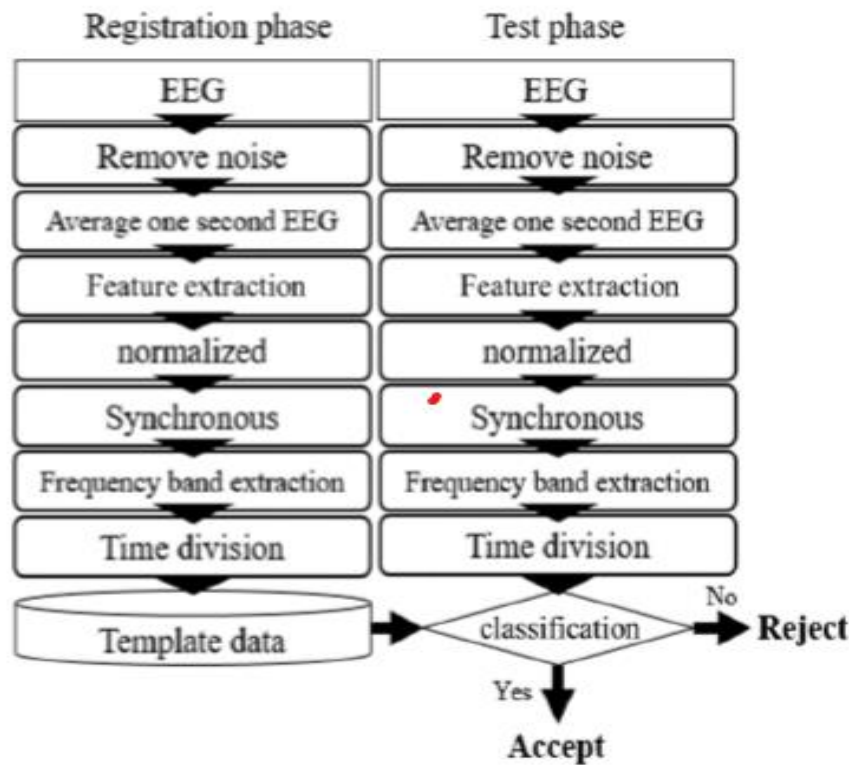 Registration phase
Test phase
EEG
EEG
Remove noise
Remove noise
Average one second EEG
Average one second EEG
Feature extraction
Feature extraction
normalized
normalized
Synchronous
Synchronous
Frequency band extraction
Frequency band extraction
Time division
Time division
Template data
classification
No
Reject
Yes
Accept